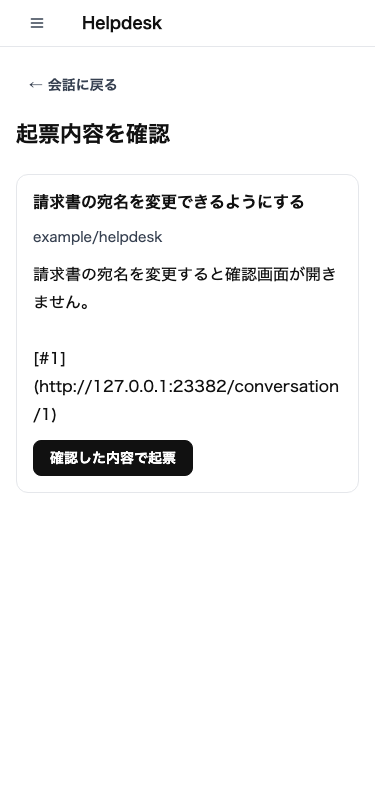 Helpdesk
← 会話に戻る
起票内容を確認
請求書の宛名を変更できるようにする
example/helpdesk
請求書の宛名を変更すると確認画面が開き
ません。
[#1]
(http://127.0.0.1:23382/conversation
/1)
確認した内容で起票